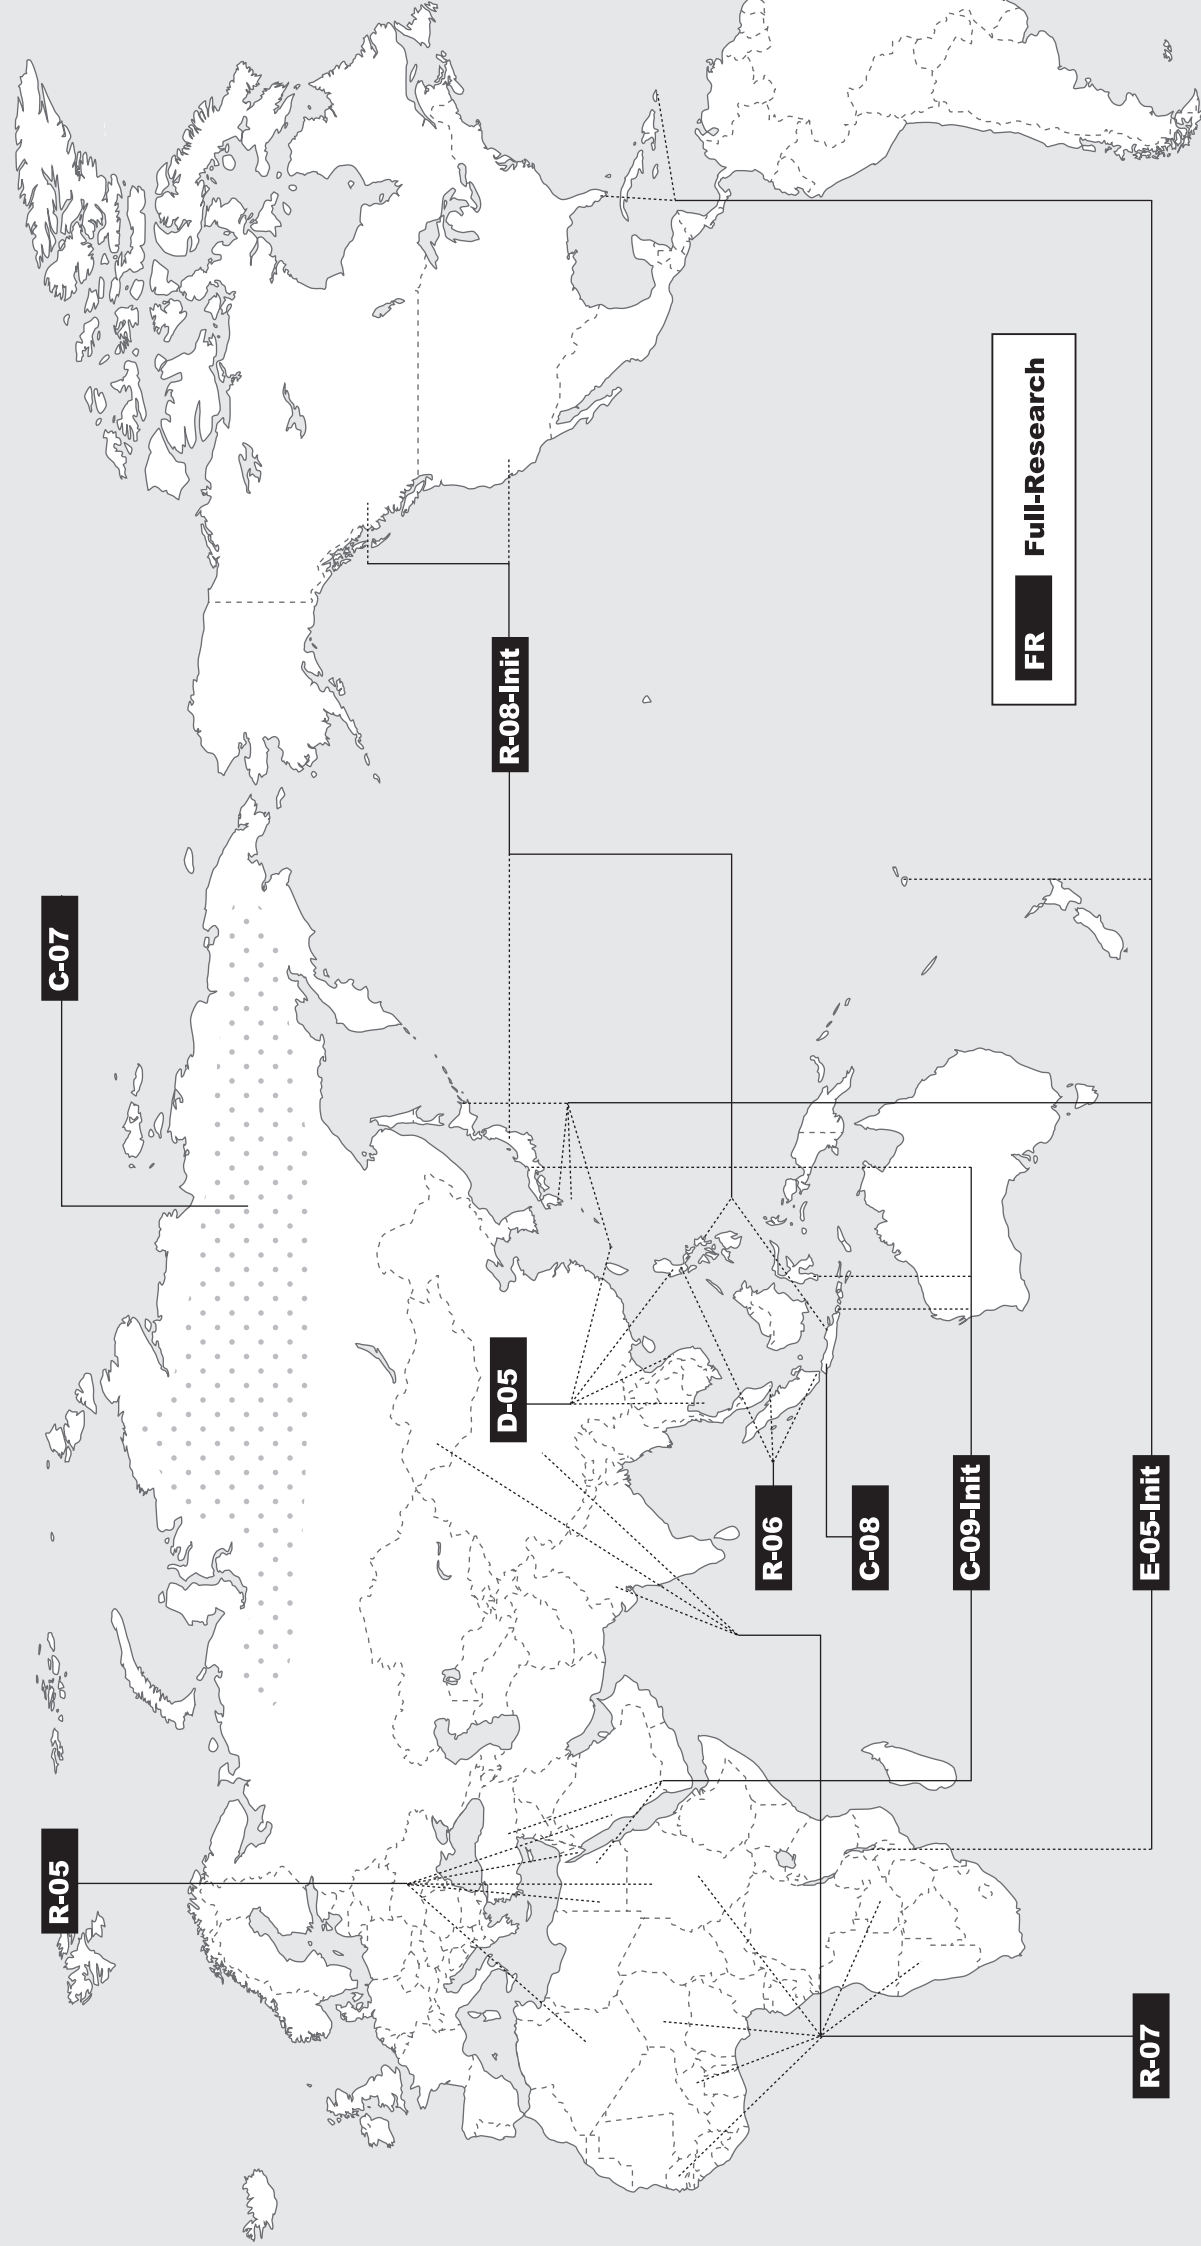 C-07
R-05
D-05
R-08-Init
R-06
C-08
C-09-Init
E-05-Init
R-07
FR Full-Research